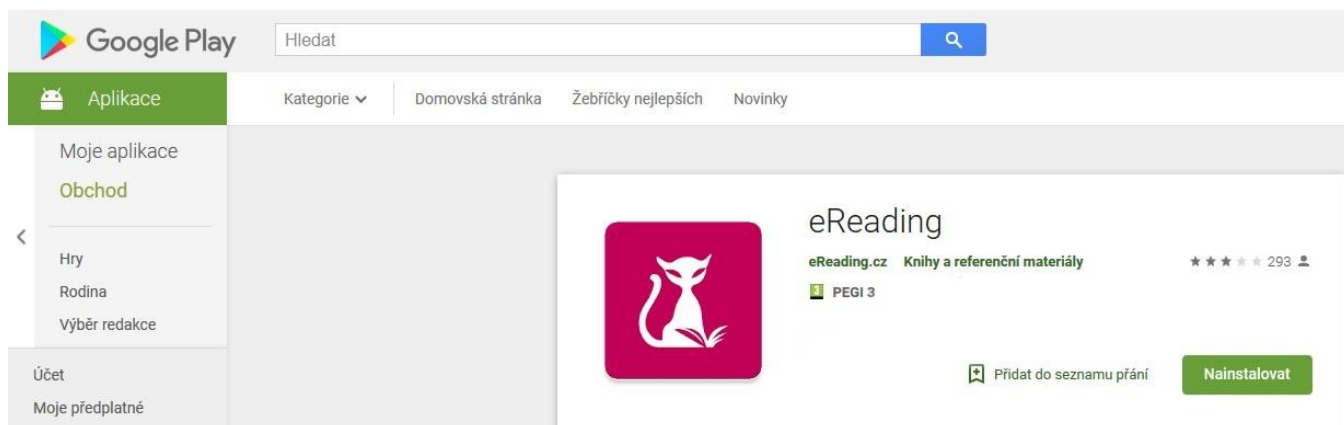 Google Play
Hledat
Aplikace
Kategorie
Domovská stránka
Žebříčky nejlepších
Novinky
Moje aplikace
Obchod
Hry
Rodina
Výběr redakce
Účet
Moje předplatné
eReading
eReading.cz Knihy a referenční materiály
293
3 PEGI 3
Přidat do seznamu přání
Nainstalovat